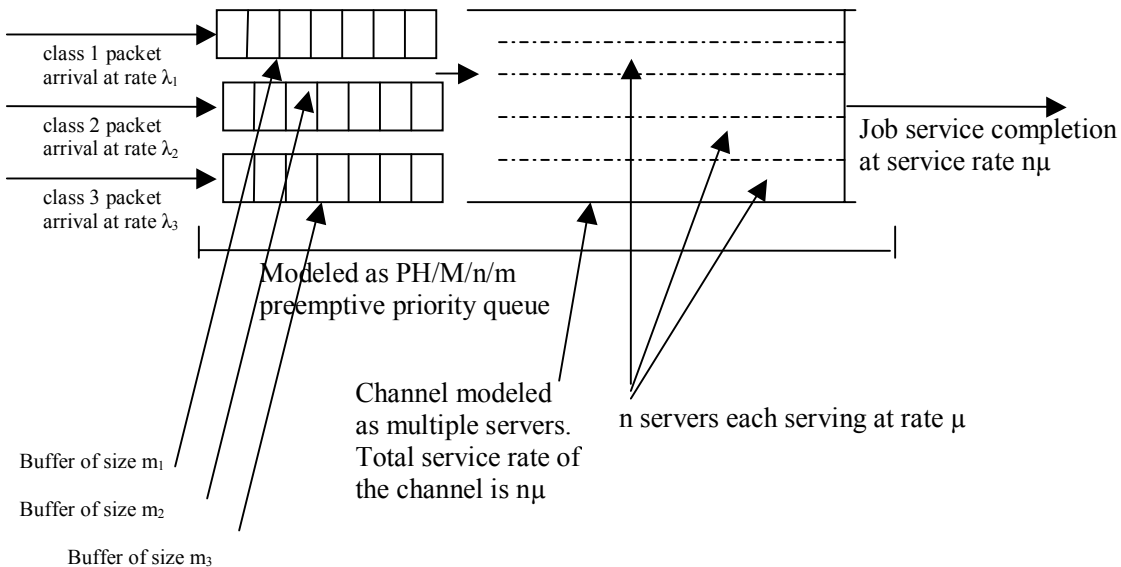 class 1 packet
arrival at rate λ₁
class 2 packet
arrival at rate λ₂
class 3 packet
arrival at rate λ₃
Job service completion
at service rate nμ
Modeled as PH/M/n/m
preemptive priority queue
Channel modeled
as multiple servers.
Total service rate of
the channel is nμ
n servers each serving at rate μ
Buffer of size m₁
Buffer of size m₂
Buffer of size m₃